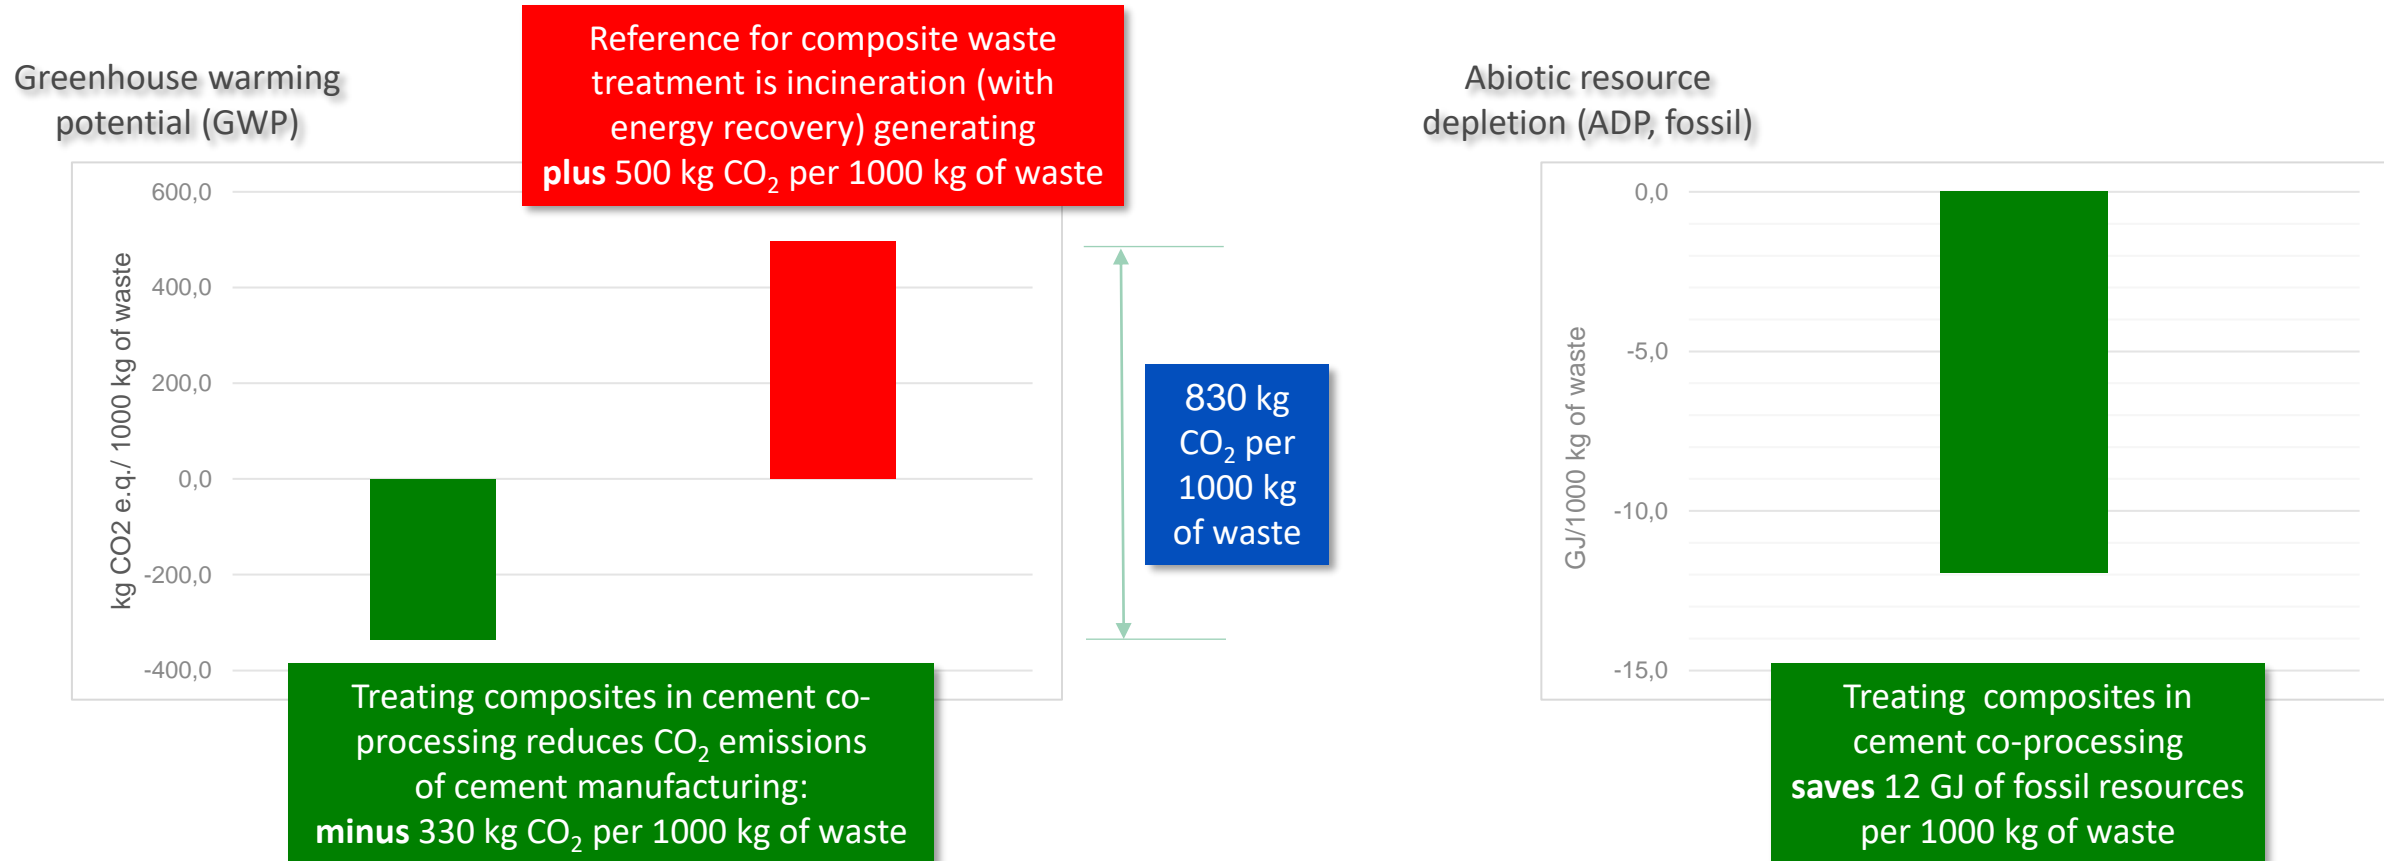 Greenhouse warming
potential (GWP)
Reference for composite waste
treatment is incineration (with
energy recovery) generating
plus 500 kg CO₂ per 1000 kg of waste
kg CO2 e.q./ 1000 kg of waste
600,0
400,0
200,0
0,0
-200,0
-400,0
Treating composites in cement co-
processing reduces CO₂ emissions
of cement manufacturing:
minus 330 kg CO₂ per 1000 kg of waste
830 kg
CO₂ per
1000 kg
of waste
Abiotic resource
depletion (ADP, fossil)
GJ/1000 kg of waste
0,0
-5,0
-10,0
-15,0
Treating composites in
cement co-processing
saves 12 GJ of fossil resources
per 1000 kg of waste